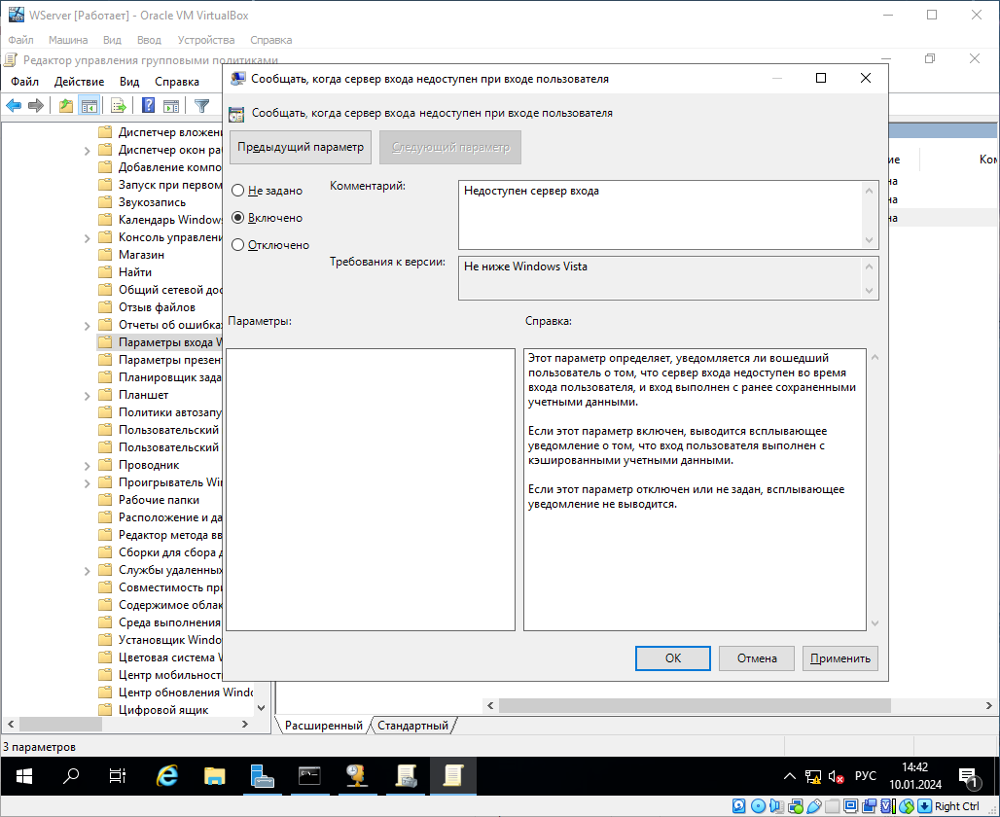 WServer [Работает] - Oracle VM VirtualBox
Файл Машина Вид Ввод Устройства Справка
Редактор управления групповыми политиками
Файл Действие Вид Справка
Диспетчер вложени
Диспетчер окон ра
Добавление компо
Запуск при первом
Звукозапись
Календарь Windows
Консоль управлени
Магазин
Найти
Общий сетевой дос
Отзыв файлов
Отчеты об ошибка
Параметры входа W
Параметры презен
Планировщик зада
Планшет
Политики автозапу
Пользовательский
Пользовательский
Проводник
Проигрыватель Win
Рабочие папки
Расположение и да
Редактор метода вв
Сборки для сбора д
Службы удаленных
Совместимость при
Содержимое облак
Среда выполнения
Установщик Windo
Цветовая система W
Центр мобильност
Центр обновления Windo
Цифровой ящик
Сообщать, когда сервер входа недоступен при входе пользователя
Сообщать, когда сервер входа недоступен при входе пользователя
Предыдущий параметр Следующий параметр
Не задано
Включено
Отключено
Комментарий:
Недоступен сервер входа
Требования к версии:
Не ниже Windows Vista
Параметры:
Справка:
Этот параметр определяет, уведомляется ли вошедший
пользователь о том, что сервер входа недоступен во время
входа пользователя, и вход выполнен с ранее сохраненными
учетными данными.
Если этот параметр включен, выводится всплывающее
уведомление о том, что вход пользователя выполнен с
кэшированными учетными данными.
Если этот параметр отключен или не задан, всплывающее
уведомление не выводится.
ОК Отмена Применить
ие Ком
на
на
на
Расширенный Стандартный
3 параметров
РУС
14:42
10.01.2024
1
Right Ctrl